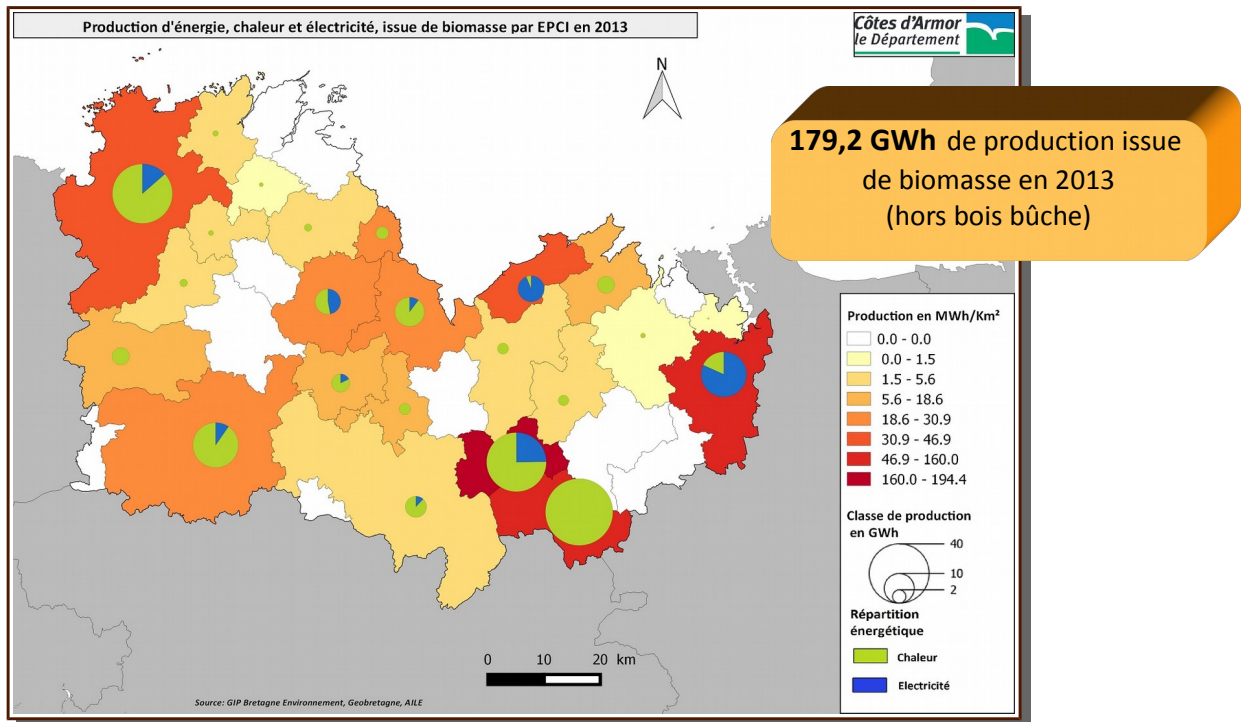 Production d'énergie, chaleur et électricité, issue de biomasse par EPCI en 2013
Côtes d'Armor
le Département
N
179,2 GWh de production issue
de biomasse en 2013
(hors bois bûche)
Production en MWh/Km²
0.0 - 0.0
0.0 - 1.5
1.5 - 5.6
5.6 - 18.6
18.6 - 30.9
30.9 - 46.9
46.9 - 160.0
160.0 - 194.4
Classe de production
en GWh
40
10
2
Répartition
énergétique
Chaleur
Electricité
0 10 20 km
Source: GIP Bretagne Environnement, Geobretagne, AILE